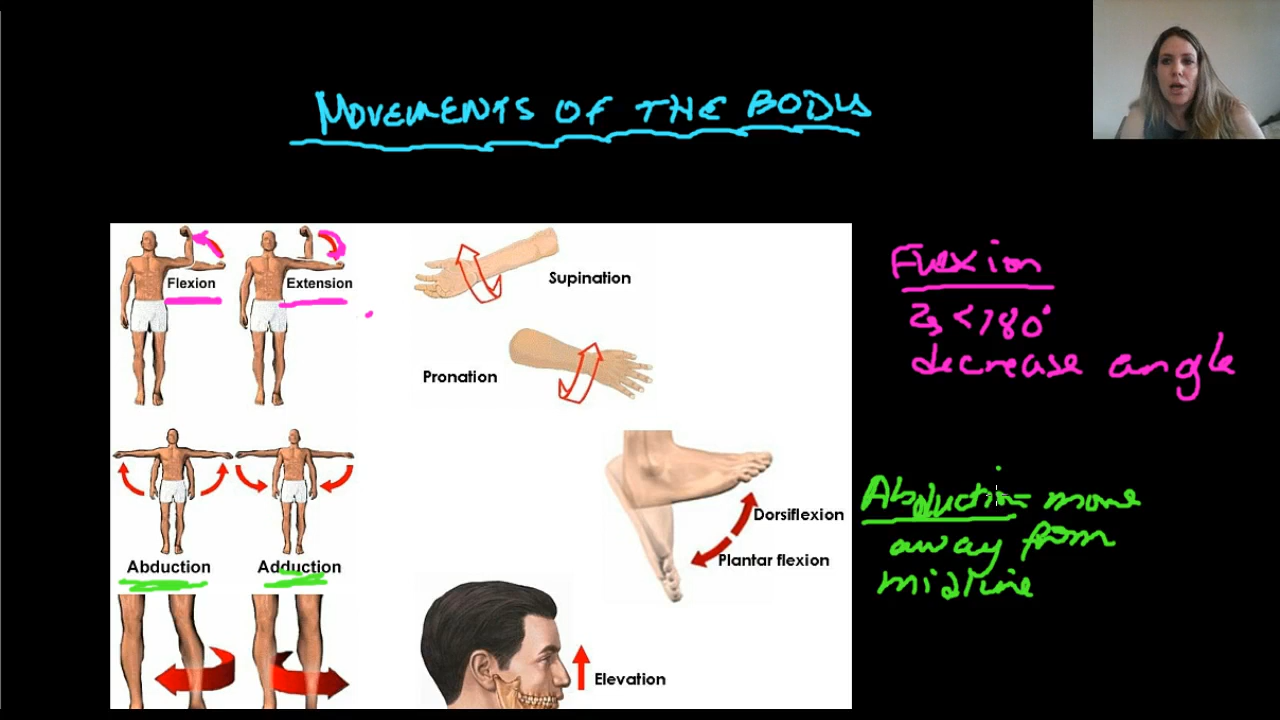 MOVEMENTS OF THE BODY
Flexion
Extension
Supination
Pronation
Flexion
<180°
decrease angle
Abduction
Adduction
Dorsiflexion
Plantar flexion
Abduction = move
away from
midline
Elevation